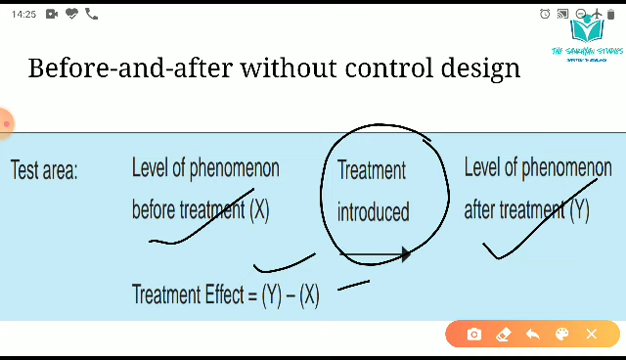 14:25
THE SRIKHYAN STUDIES
Before-and-after without control design
Test area:
Level of phenomenon
before treatment (X)
Treatment
introduced
Level of phenomenon
after treatment (Y)
Treatment Effect = (Y) – (X)